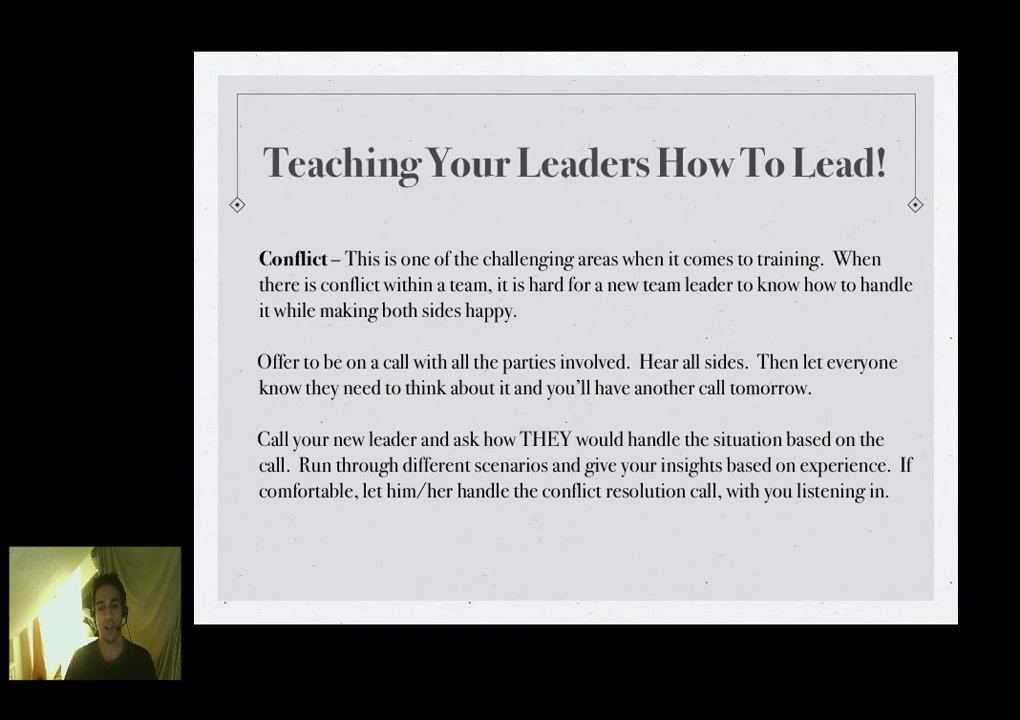 Teaching Your Leaders How To Lead!
Conflict – This is one of the challenging areas when it comes to training.  When
there is conflict within a team, it is hard for a new team leader to know how to handle
it while making both sides happy.
Offer to be on a call with all the parties involved.  Hear all sides.  Then let everyone
know they need to think about it and you’ll have another call tomorrow.
Call your new leader and ask how THEY would handle the situation based on the
call.  Run through different scenarios and give your insights based on experience.  If
comfortable, let him/her handle the conflict resolution call, with you listening in.